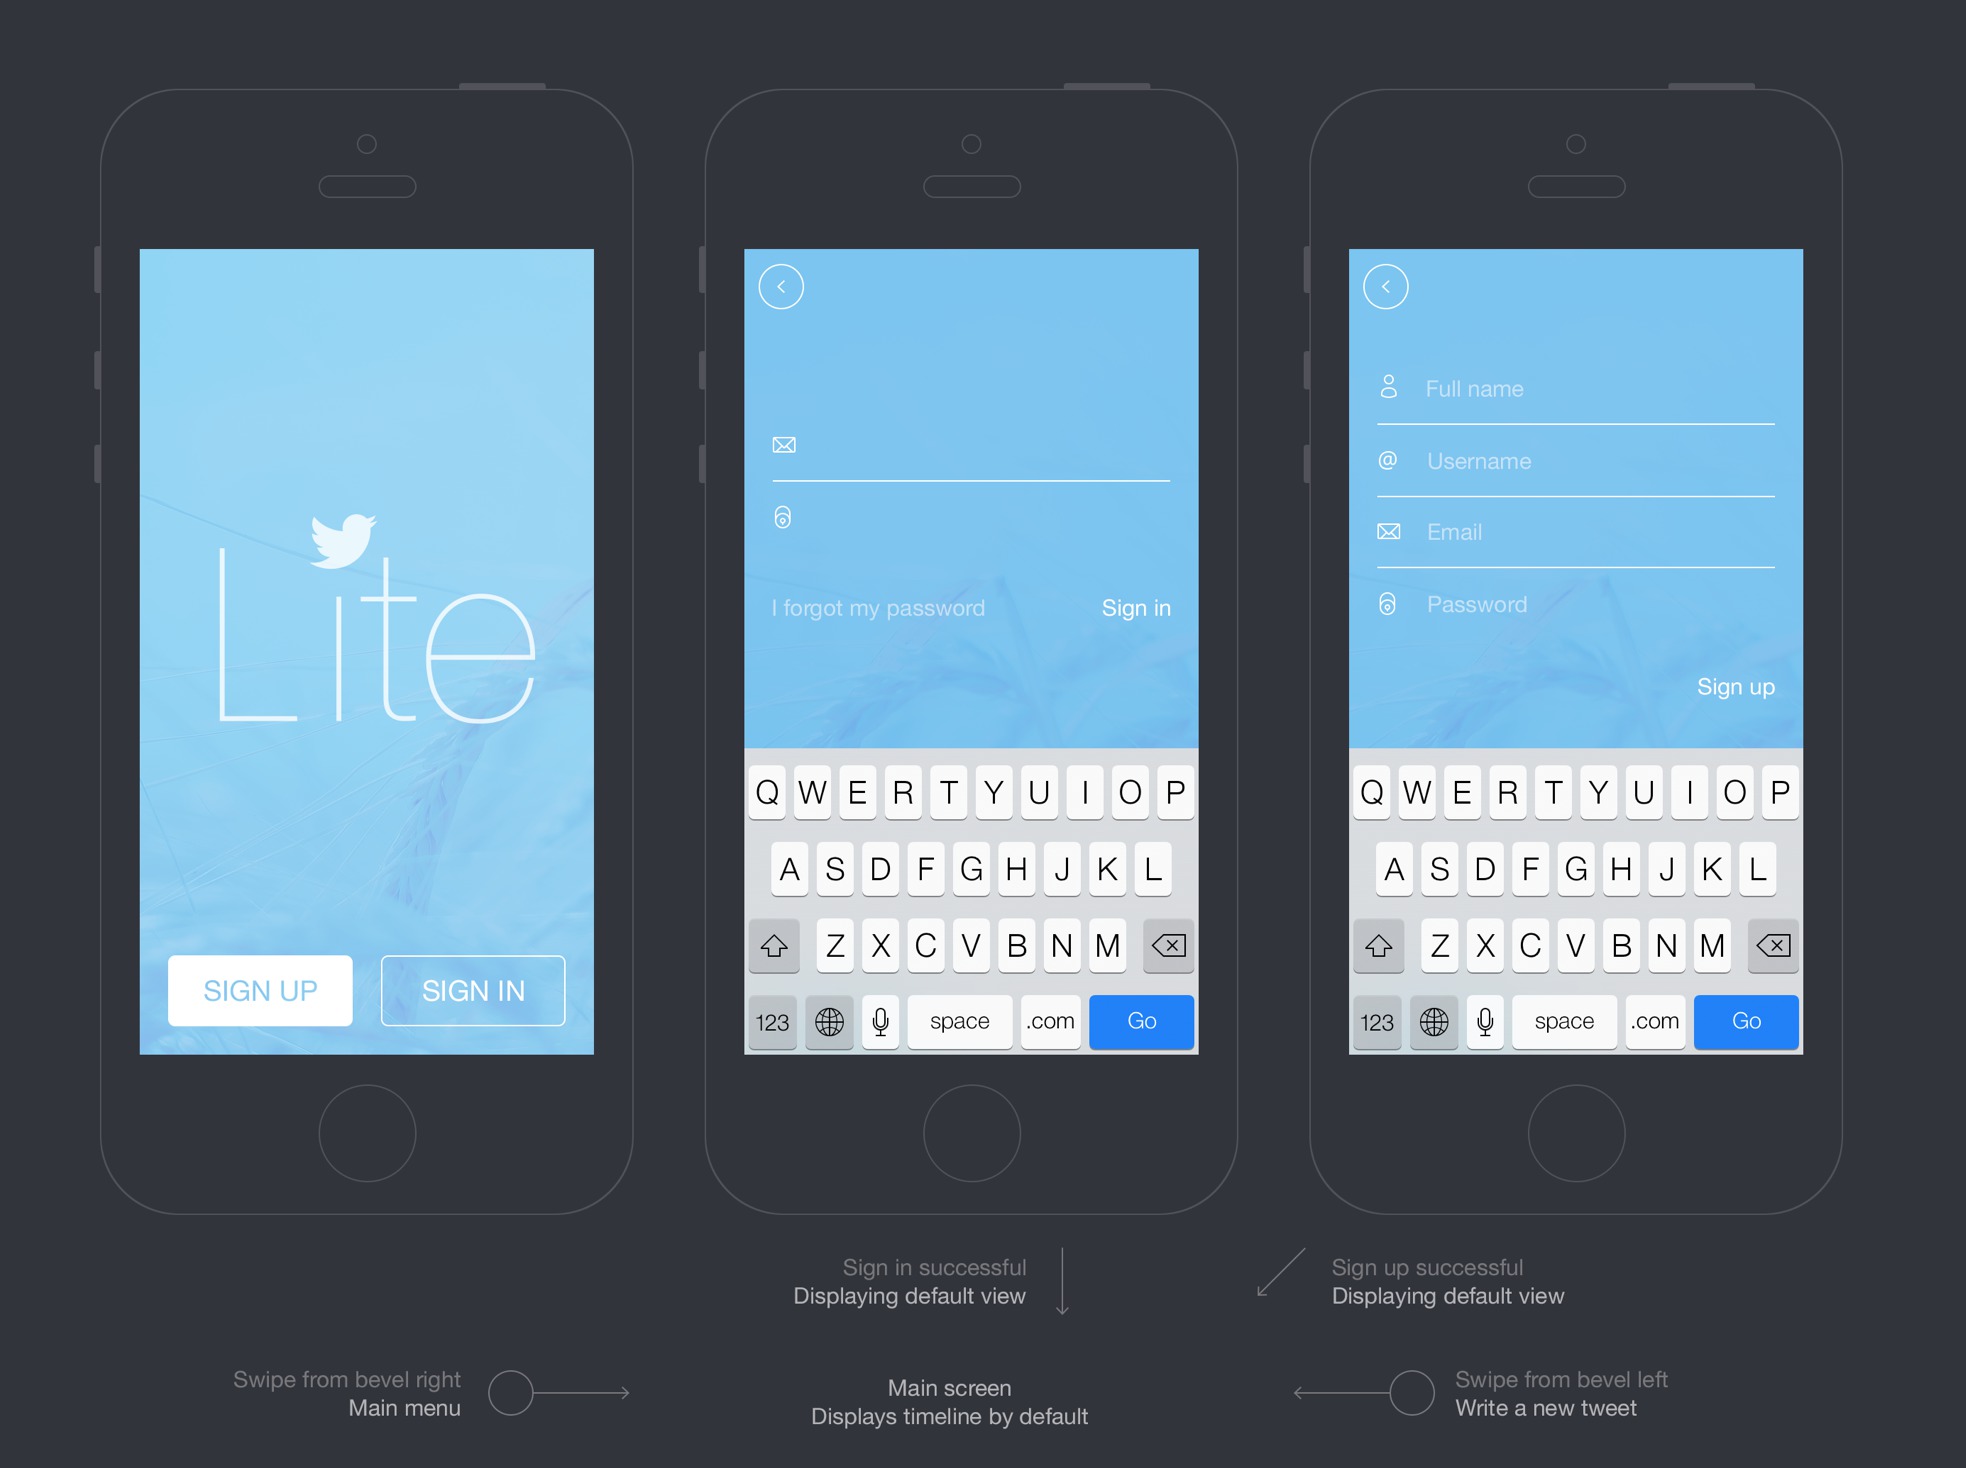 Lite
SIGN UP
SIGN IN
I forgot my password
Sign in
Q W E R T Y U I O P
A S D F G H J K L
Z X C V B N M
123
space
.com
Go
Full name
@
Username
Email
Password
Sign up
Q W E R T Y U I O P
A S D F G H J K L
Z X C V B N M
123
space
.com
Go
Sign in successful
Displaying default view
Sign up successful
Displaying default view
Swipe from bevel right
Main menu
Main screen
Displays timeline by default
Swipe from bevel left
Write a new tweet